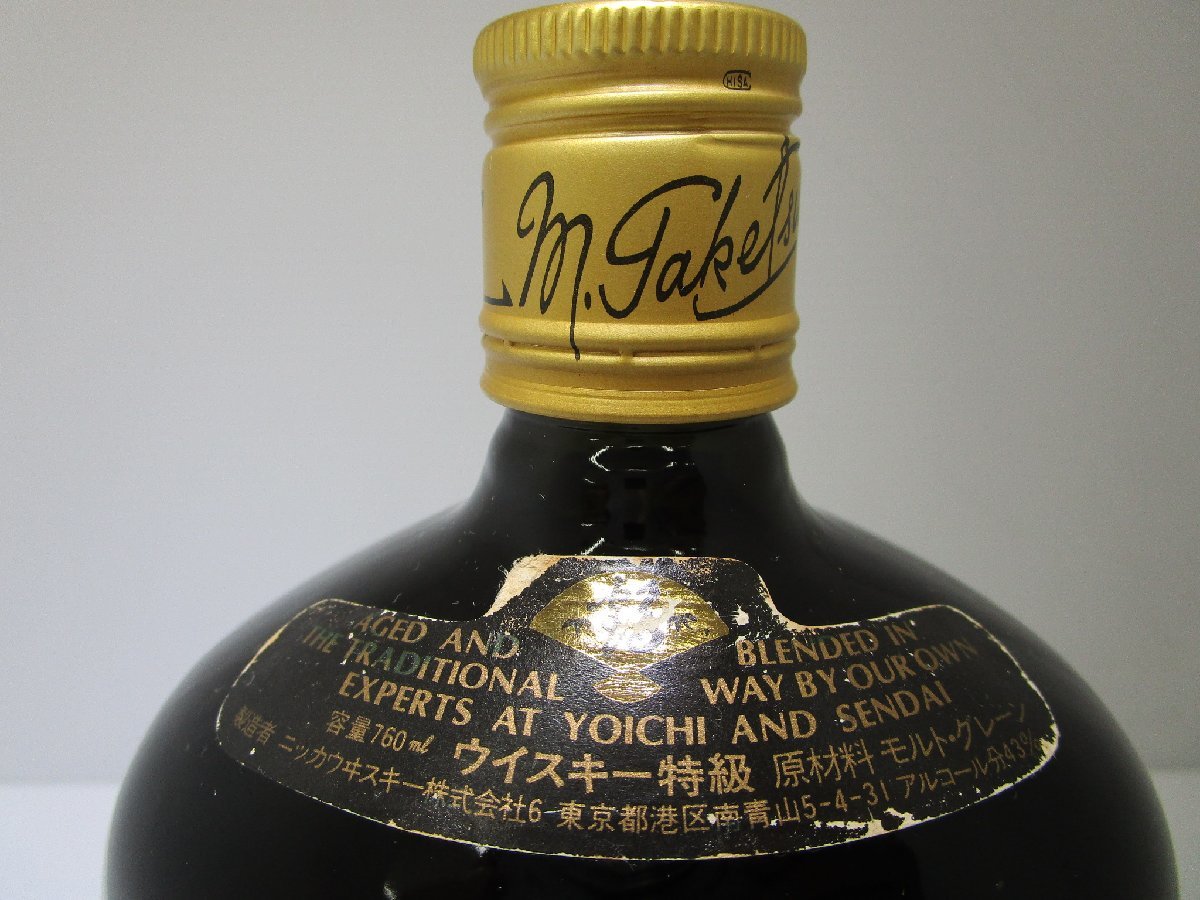 HISA
M. Taketsu
AGED AND BLENDED IN
THE TRADITIONAL WAY BY OUR OWN
EXPERTS AT YOICHI AND SENDAI
容量760ml ウイスキー特級 原材料 モルト・グレーン
製造者 ニッカウヰスキー株式会社6 東京都港区南青山5-4-31 アルコール分43%